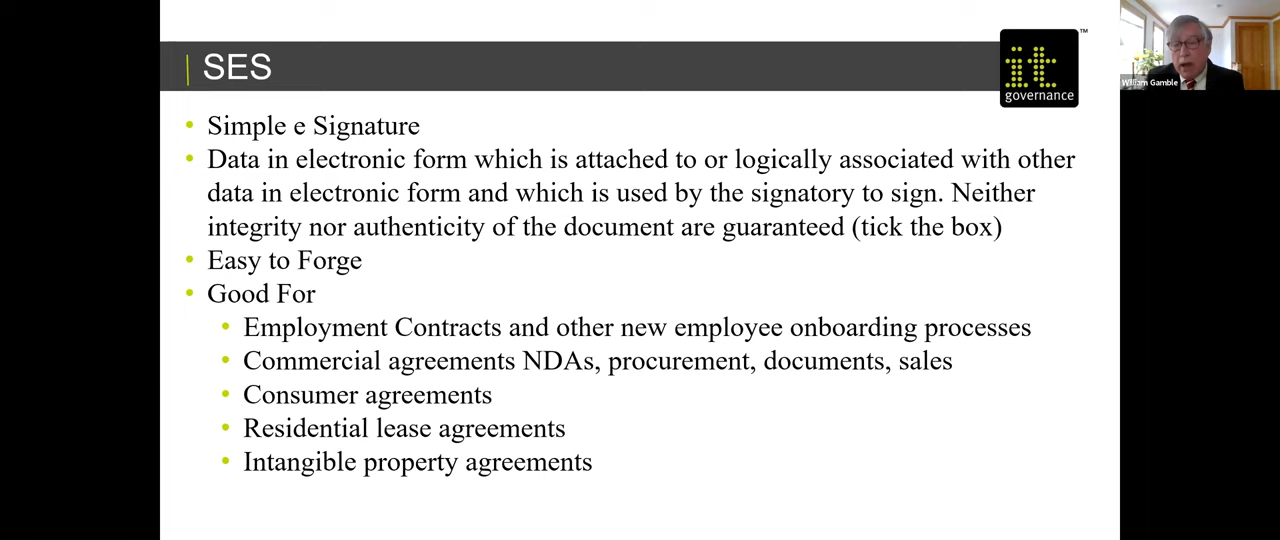 SES
™
it
governance
William Gamble
• Simple e Signature
• Data in electronic form which is attached to or logically associated with other
data in electronic form and which is used by the signatory to sign. Neither
integrity nor authenticity of the document are guaranteed (tick the box)
• Easy to Forge
• Good For
• Employment Contracts and other new employee onboarding processes
• Commercial agreements NDAs, procurement, documents, sales
• Consumer agreements
• Residential lease agreements
• Intangible property agreements